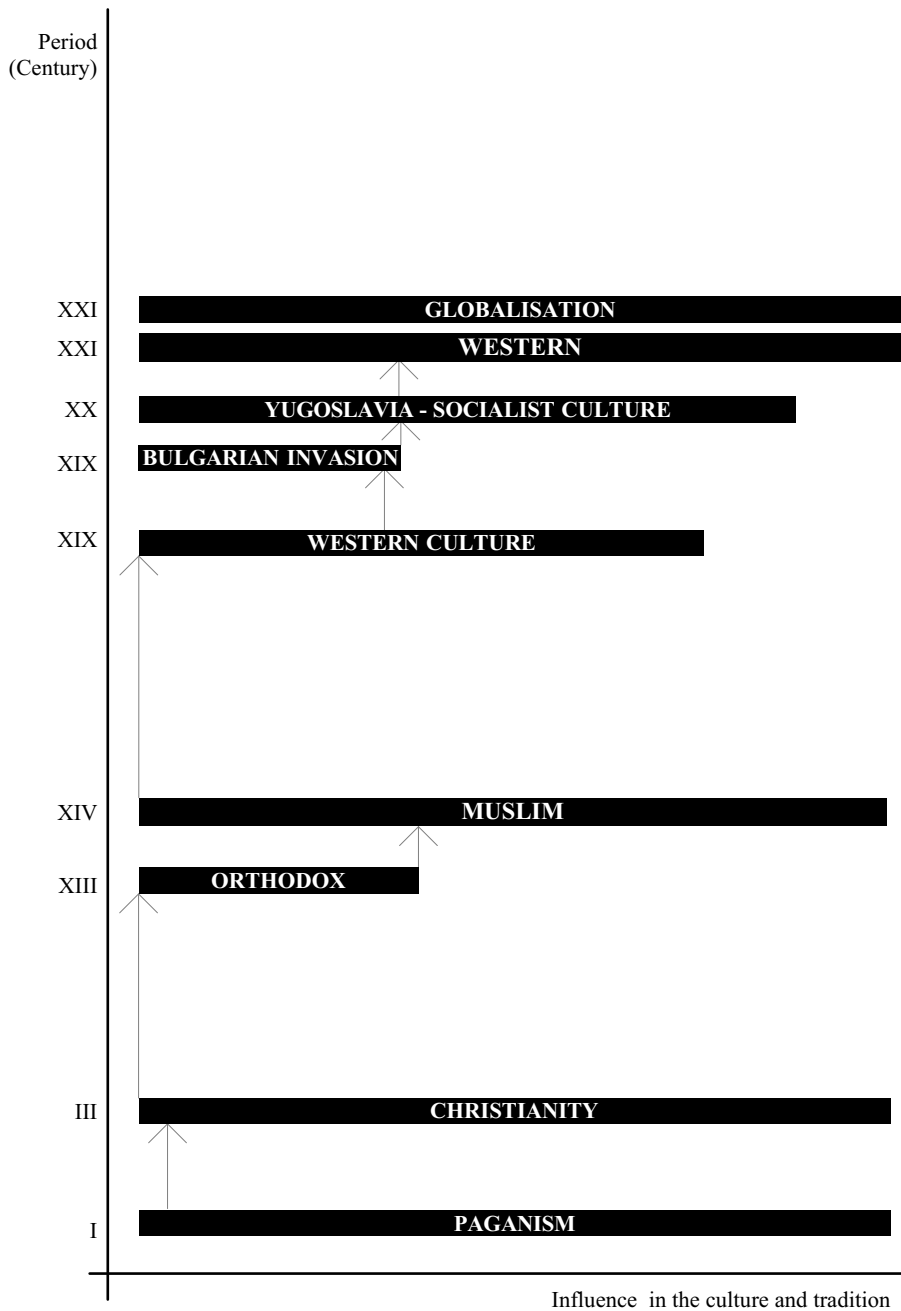 Period
(Century)
XXI GLOBALISATION
XXI WESTERN
XX YUGOSLAVIA - SOCIALIST CULTURE
XIX BULGARIAN INVASION
XIX WESTERN CULTURE
XIV MUSLIM
XIII ORTHODOX
III CHRISTIANITY
I PAGANISM
Influence in the culture and tradition